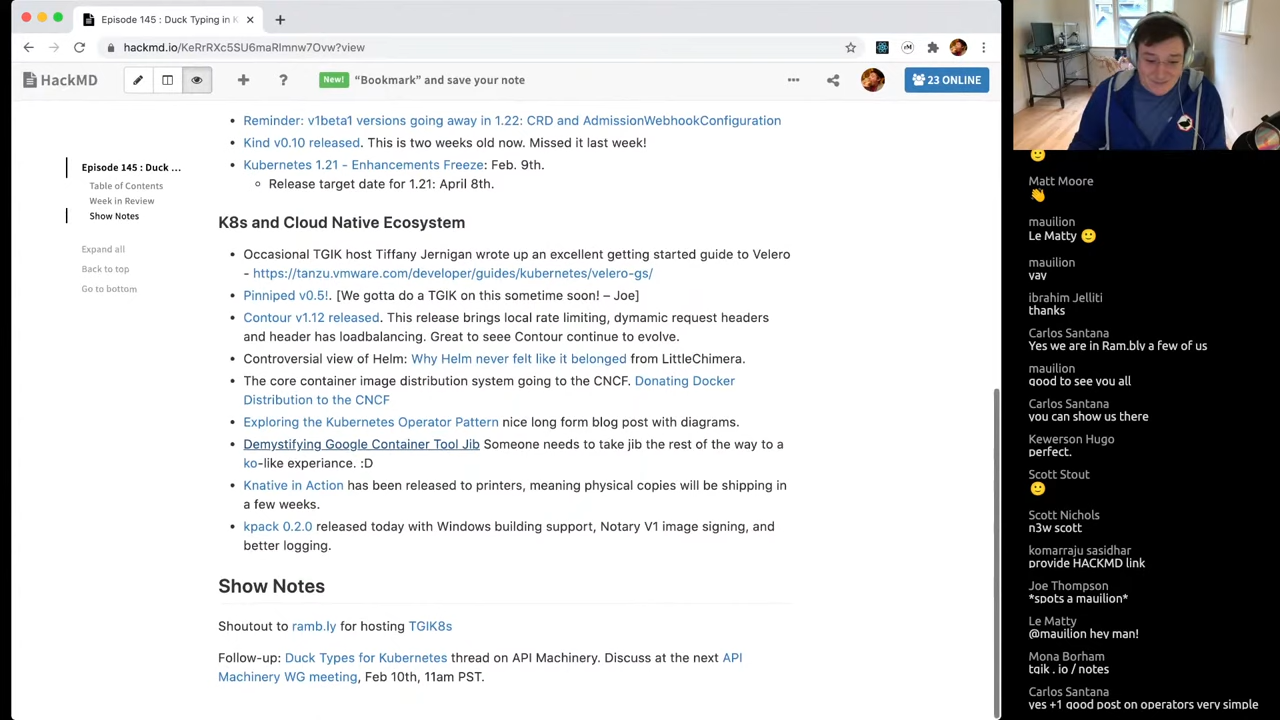 Episode 145 : Duck Typing in K
hackmd.io/KeRrRXc5SU6maRlmnw7Ovw?view
HackMD
New!
“Bookmark” and save your note
23 ONLINE
Episode 145 : Duck ...
Table of Contents
Week in Review
Show Notes
Expand all
Back to top
Go to bottom
Reminder: v1beta1 versions going away in 1.22: CRD and AdmissionWebhookConfiguration
Kind v0.10 released. This is two weeks old now. Missed it last week!
Kubernetes 1.21 - Enhancements Freeze: Feb. 9th.
Release target date for 1.21: April 8th.
K8s and Cloud Native Ecosystem
Occasional TGIK host Tiffany Jernigan wrote up an excellent getting started guide to Velero
- https://tanzu.vmware.com/developer/guides/kubernetes/velero-gs/
Pinniped v0.5!. [We gotta do a TGIK on this sometime soon! – Joe]
Contour v1.12 released. This release brings local rate limiting, dynamic request headers
and header has loadbalancing. Great to seee Contour continue to evolve.
Controversial view of Helm: Why Helm never felt like it belonged from LittleChimera.
The core container image distribution system going to the CNCF. Donating Docker
Distribution to the CNCF
Exploring the Kubernetes Operator Pattern nice long form blog post with diagrams.
Demystifying Google Container Tool Jib Someone needs to take jib the rest of the way to a
ko-like experiance. :D
Knative in Action has been released to printers, meaning physical copies will be shipping in
a few weeks.
kpack 0.2.0 released today with Windows building support, Notary V1 image signing, and
better logging.
Show Notes
Shoutout to ramb.ly for hosting TGIK8s
Follow-up: Duck Types for Kubernetes thread on API Machinery. Discuss at the next API
Machinery WG meeting, Feb 10th, 11am PST.
Matt Moore
mauilion
Le Matty
mauilion
vav
ibrahim Jelliti
thanks
Carlos Santana
Yes we are in Ram.bly a few of us
mauilion
good to see you all
Carlos Santana
you can show us there
Kewerson Hugo
perfect.
Scott Stout
Scott Nichols
n3w scott
komarraju sasidhar
provide HACKMD link
Joe Thompson
*spots a mauilion*
Le Matty
@mauilion hey man!
Mona Borham
tgik . io / notes
Carlos Santana
yes +1 good post on operators very simple